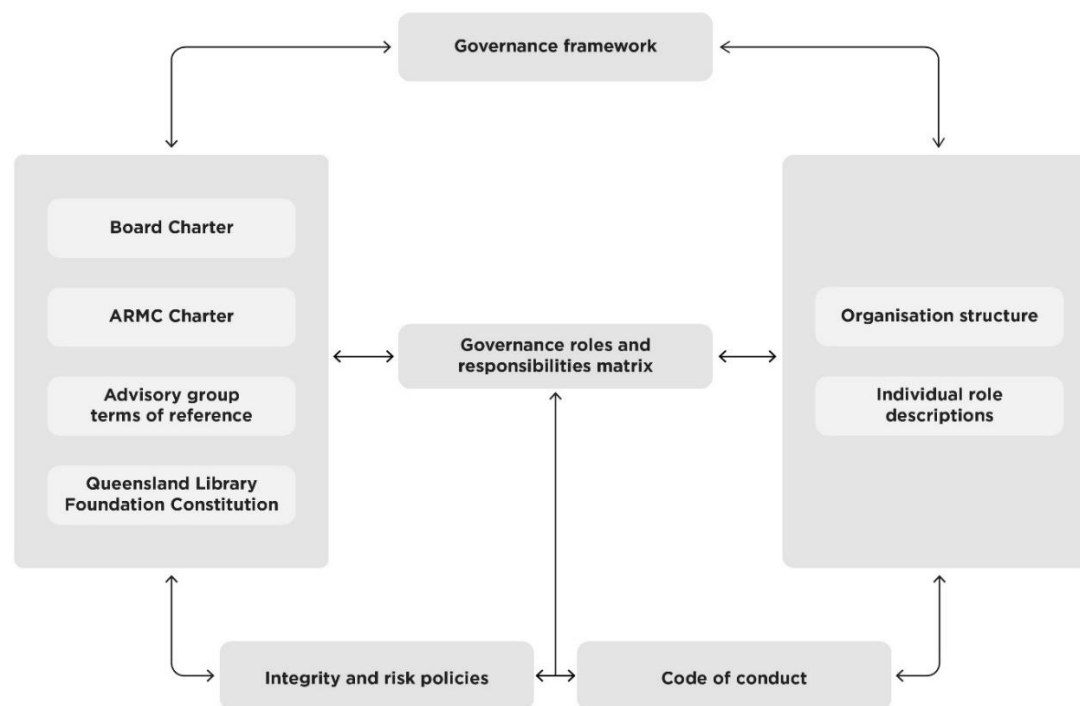 Governance framework
Board Charter
ARMC Charter
Advisory group
terms of reference
Queensland Library
Foundation Constitution
Governance roles and
responsibilities matrix
Organisation structure
Individual role
descriptions
Integrity and risk policies
Code of conduct